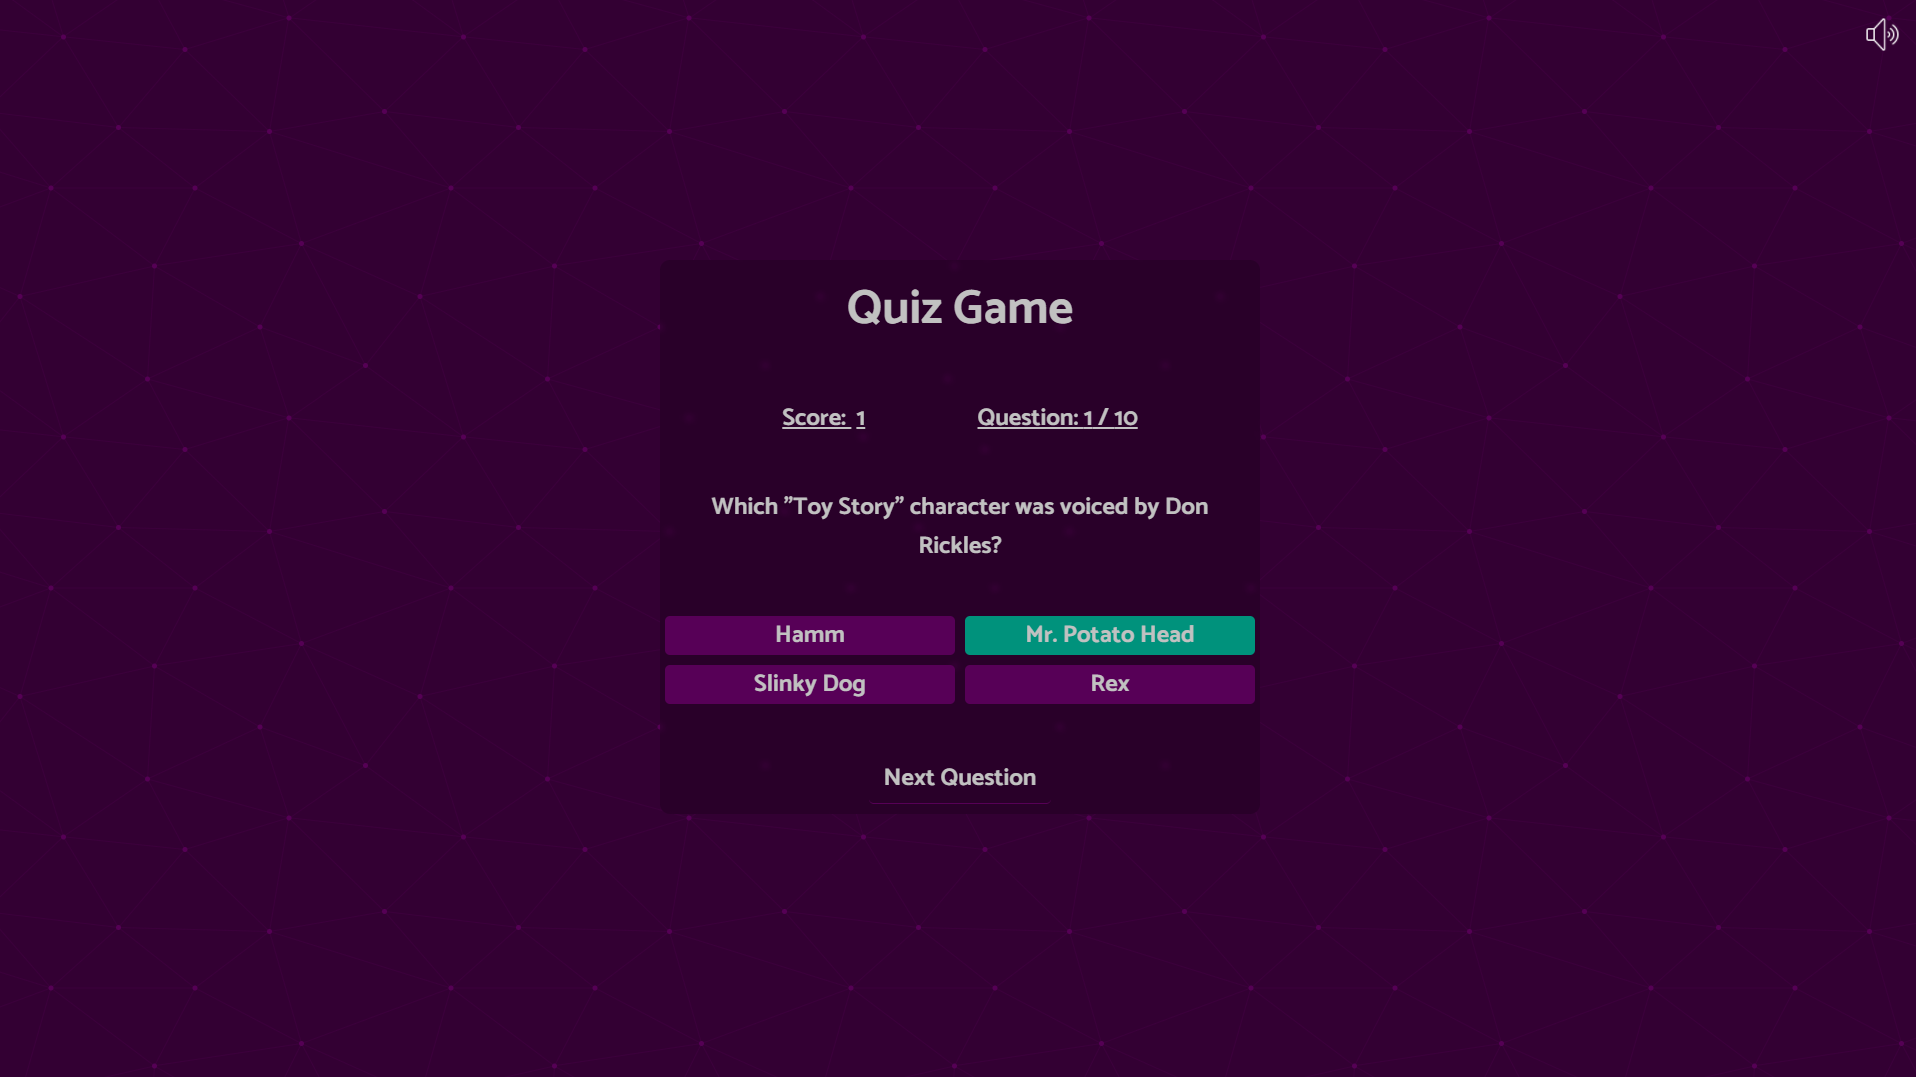 Quiz Game
Score: 1
Question: 1 / 10
Which "Toy Story" character was voiced by Don
Rickles?
Hamm
Mr. Potato Head
Slinky Dog
Rex
Next Question